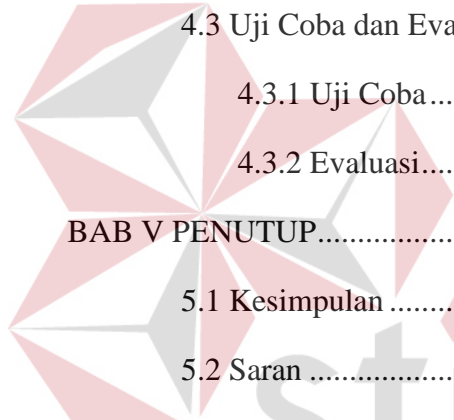 4.3 Uji Coba dan Eva
4.3.1 Uji Coba....
4.3.2 Evaluasi....
BAB V PENUTUP.................
5.1 Kesimpulan .........
5.2 Saran ..................
st